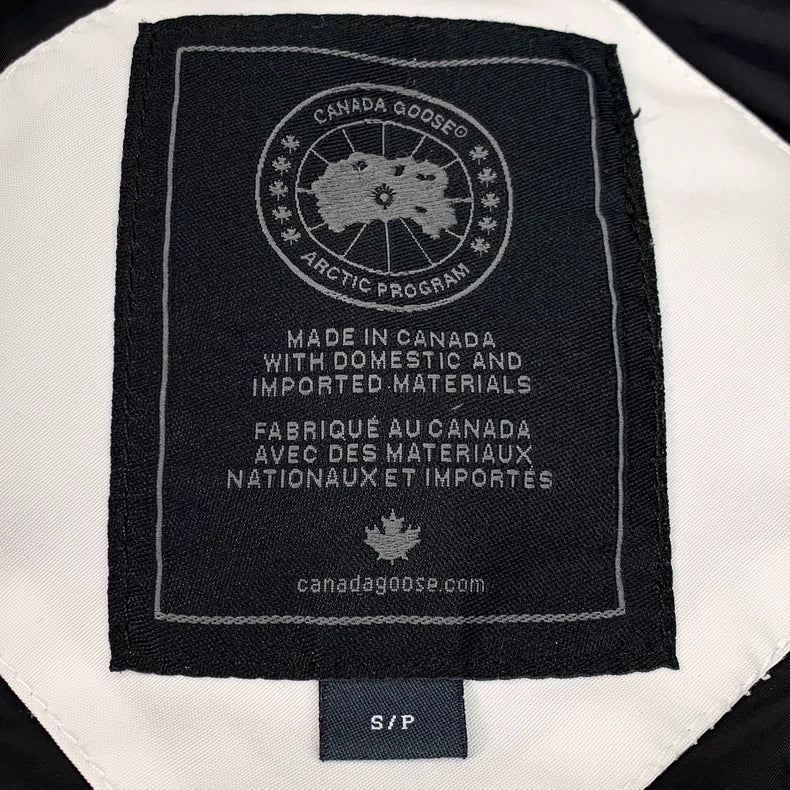 CANADA GOOSE®
ARCTIC PROGRAM
MADE IN CANADA
WITH DOMESTIC AND
IMPORTED MATERIALS
FABRIQUÉ AU CANADA
AVEC DES MATERIAUX
NATIONAUX ET IMPORTÉS
canadagoose.com
S/P